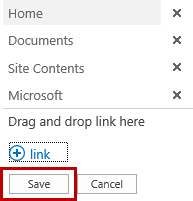 Home
Documents
Site Contents
Microsoft
Drag and drop link here
link
Save Cancel